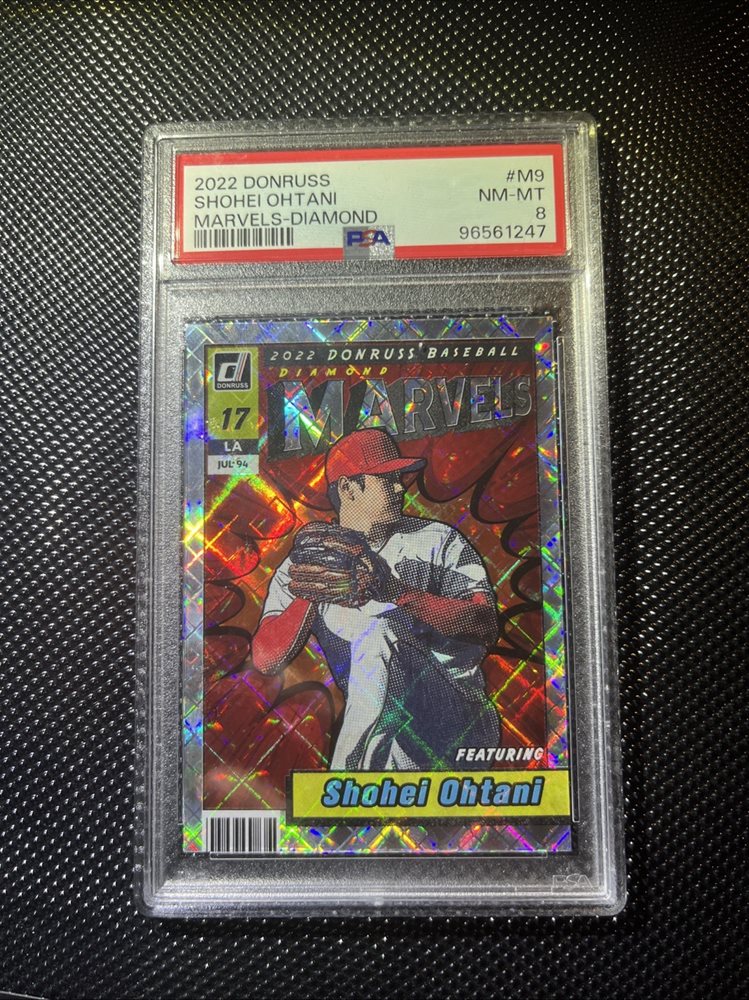 2022 DONRUSS #M9
SHOHEI OHTANI NM-MT
MARVELS-DIAMOND 8
PSA 96561247
2022 DONRUSS BASEBALL
DIAMOND
MARVELS
d
DONRUSS
17
LA
JUL '94
FEATURING
Shohei Ohtani
PSA